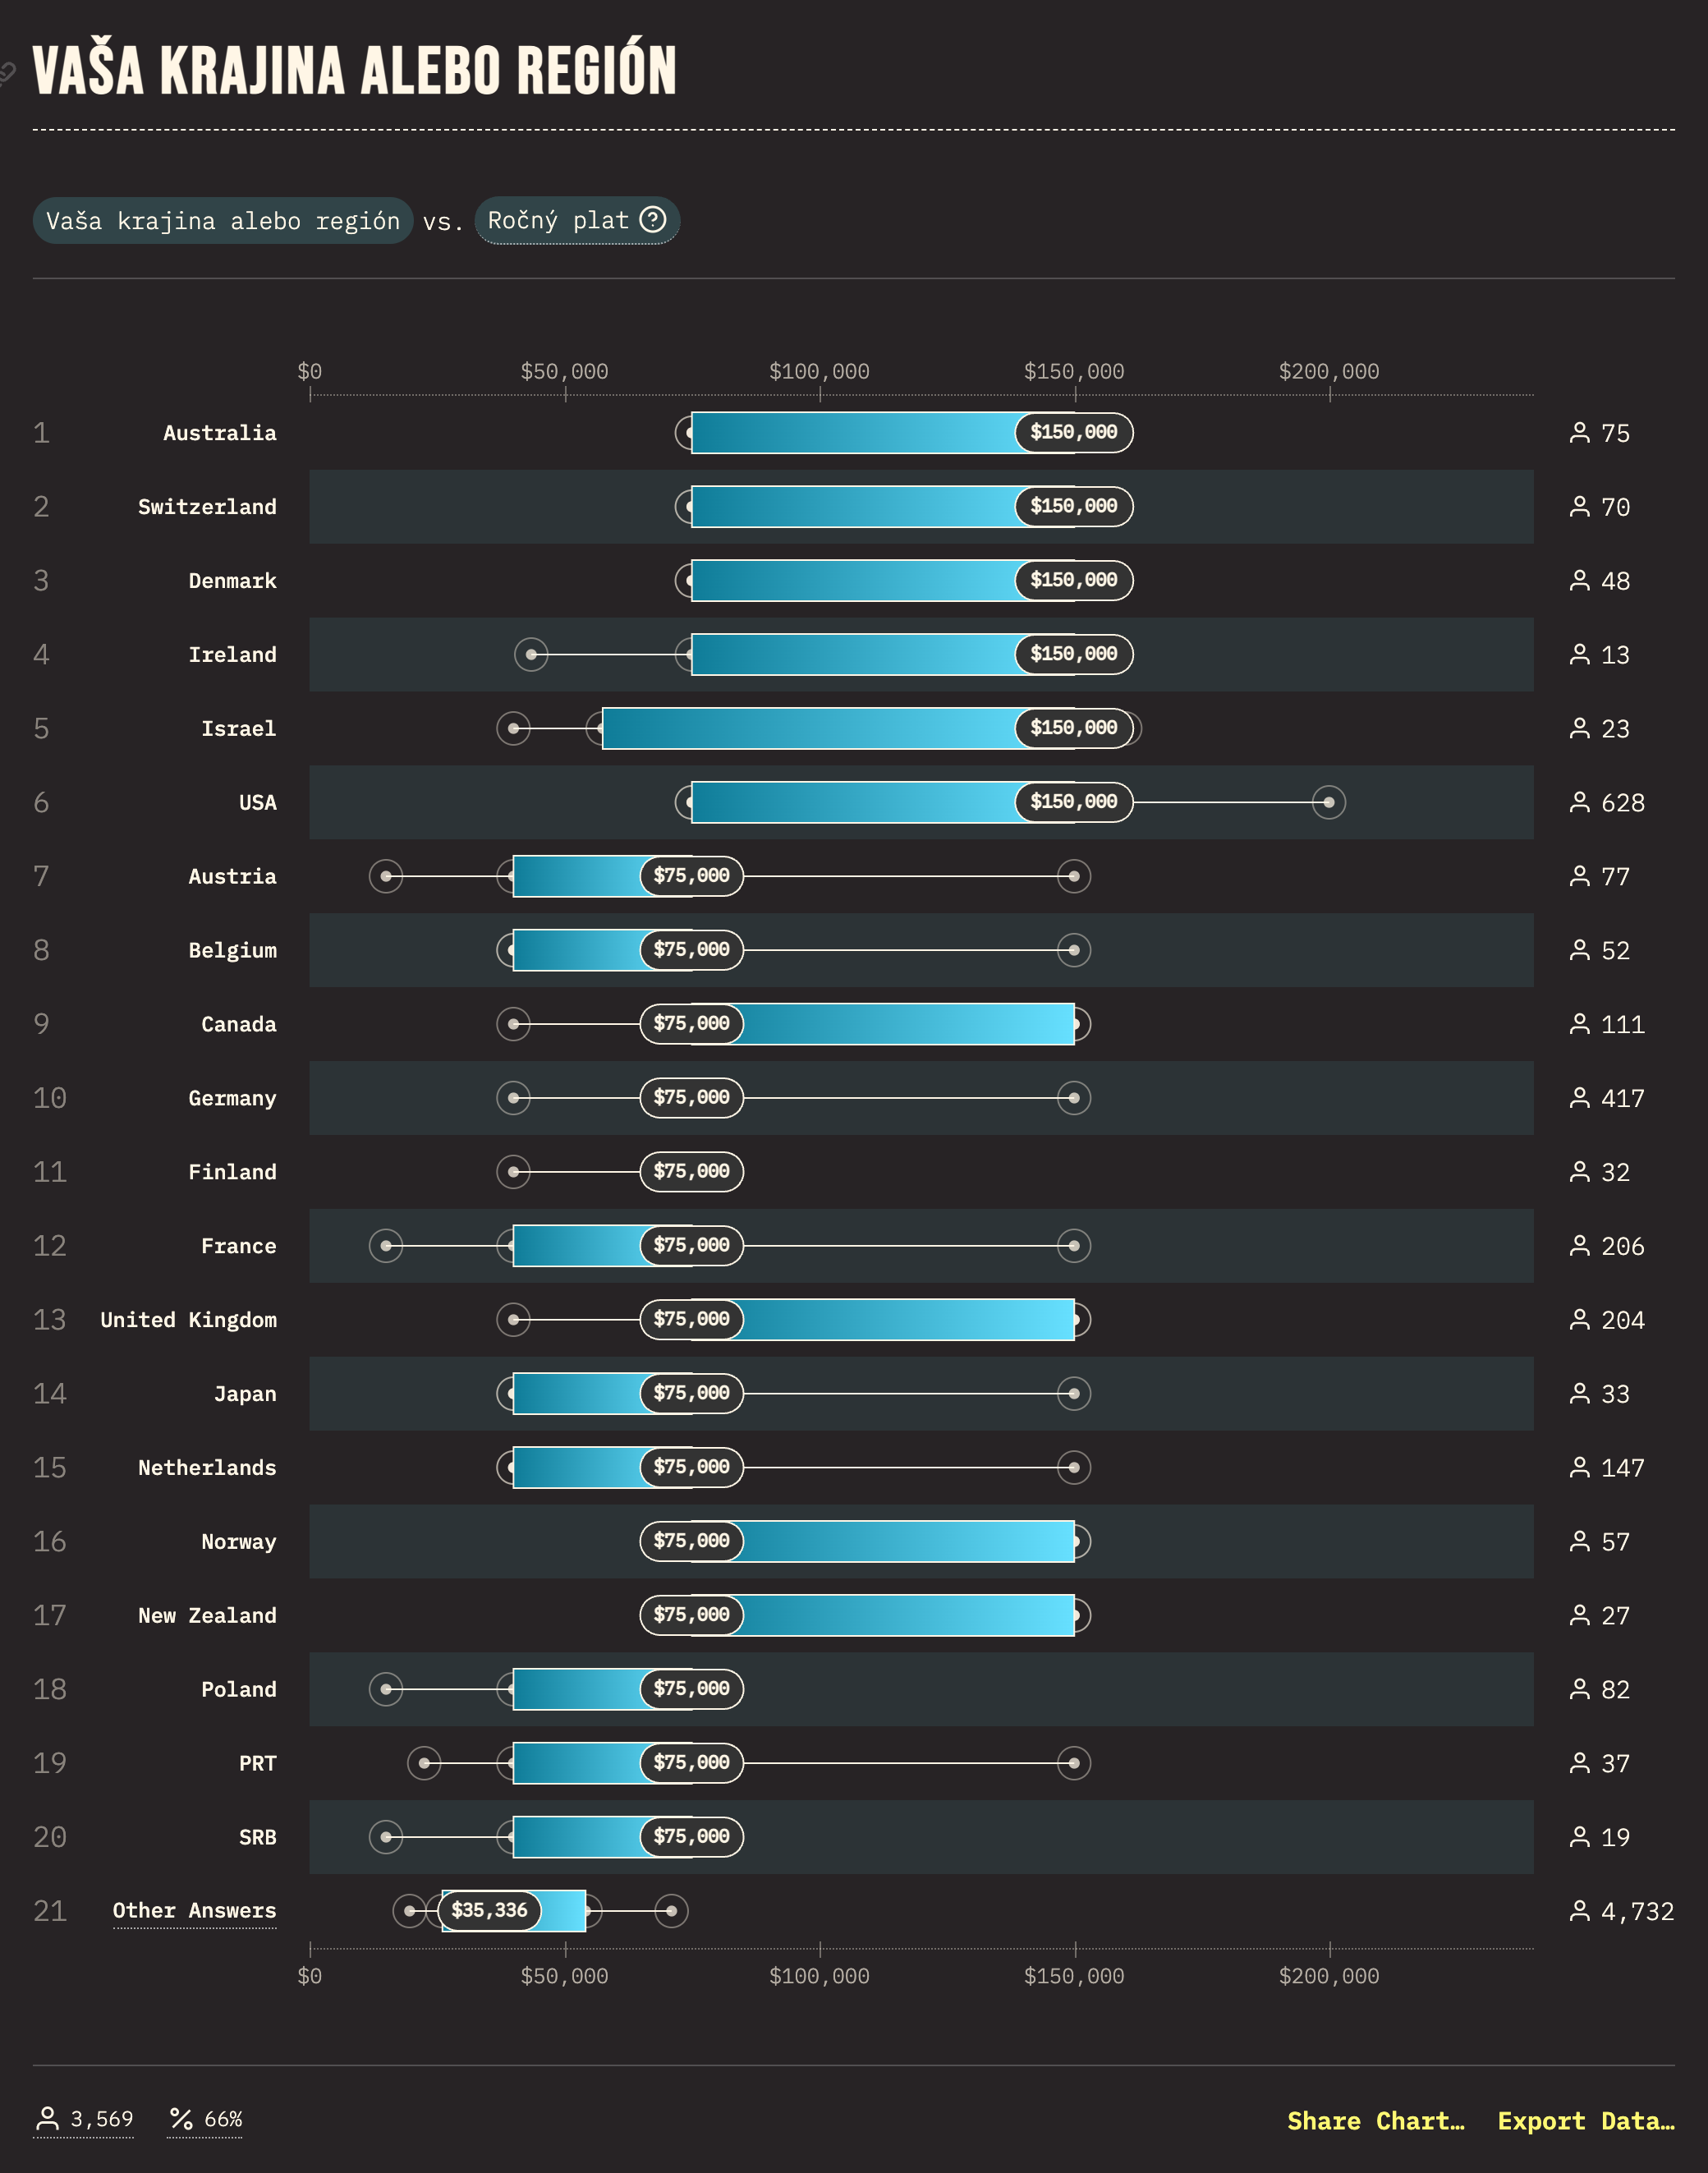 VAŠA KRAJINA ALEBO REGIÓN
Vaša krajina alebo región vs. Ročný plat ?
$0 $50,000 $100,000 $150,000 $200,000
1 Australia $150,000 75
2 Switzerland $150,000 70
3 Denmark $150,000 48
4 Ireland $150,000 13
5 Israel $150,000 23
6 USA $150,000 628
7 Austria $75,000 77
8 Belgium $75,000 52
9 Canada $75,000 111
10 Germany $75,000 417
11 Finland $75,000 32
12 France $75,000 206
13 United Kingdom $75,000 204
14 Japan $75,000 33
15 Netherlands $75,000 147
16 Norway $75,000 57
17 New Zealand $75,000 27
18 Poland $75,000 82
19 PRT $75,000 37
20 SRB $75,000 19
21 Other Answers $35,336 4,732
$0 $50,000 $100,000 $150,000 $200,000
3,569 % 66% Share Chart… Export Data…